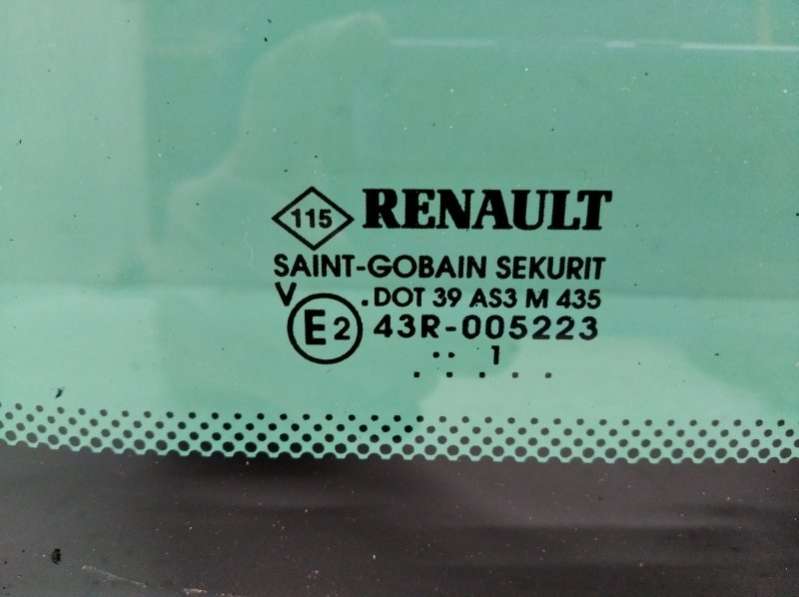 115 RENAULT
SAINT-GOBAIN SEKURIT
V .DOT 39 AS3 M 435
E2 43R-005223
.. 1
. . . . .